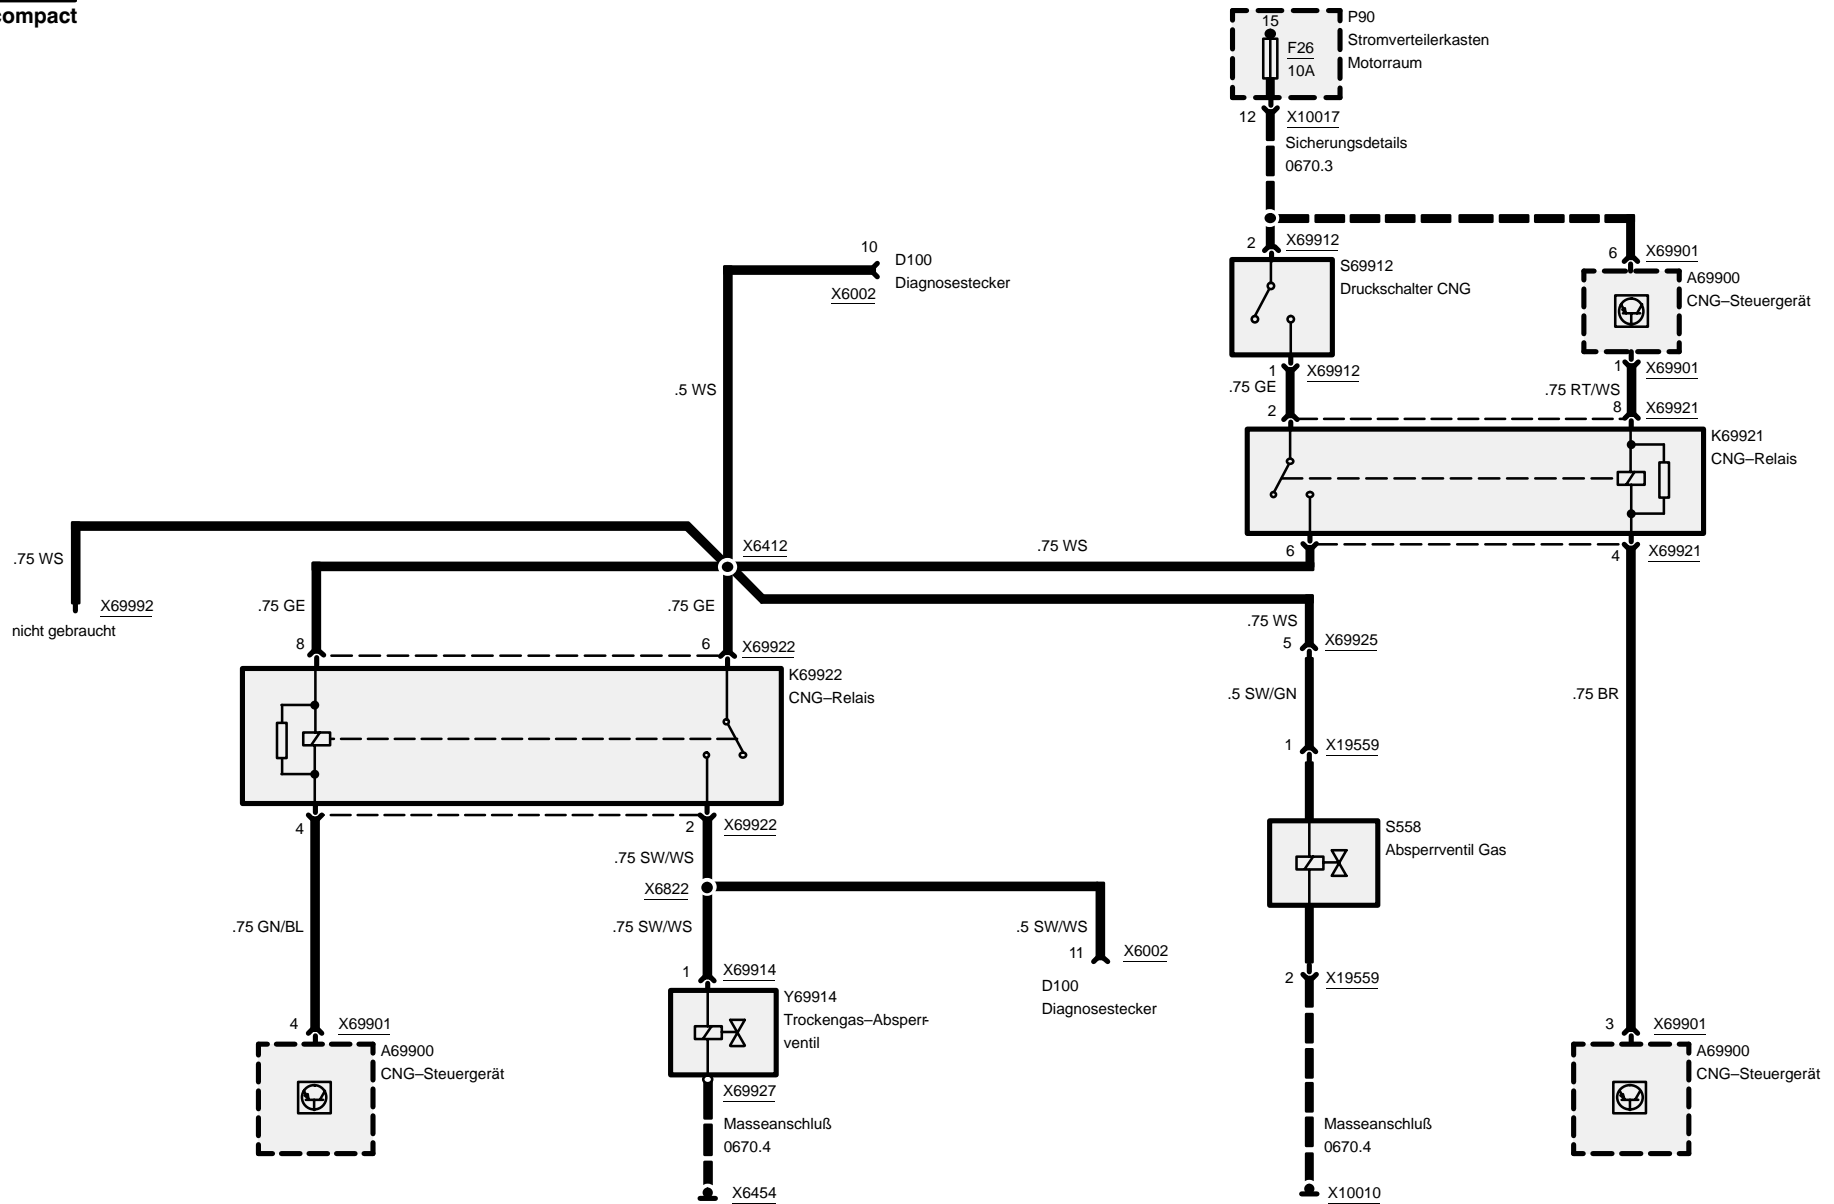 compact
15
P90
Stromverteilerkasten
Motorraum
F26
10A
12
X10017
Sicherungsdetails
0670.3
2
X69912
S69912
Druckschalter CNG
6
X69901
A69900
CNG–Steuergerät
10
D100
Diagnosestecker
X6002
1
X69912
.75 GE
2
1
X69901
.75 RT/WS
8
X69921
.5 WS
K69921
CNG–Relais
6
4
X69921
.75 WS
X6412
.75 WS
X69992
nicht gebraucht
.75 GE
.75 GE
8
6
X69922
K69922
CNG–Relais
.75 WS
5
X69925
.5 SW/GN
.75 BR
1
X19559
4
2
X69922
S558
Absperrventil Gas
.75 SW/WS
X6822
.75 GN/BL
.75 SW/WS
.5 SW/WS
11
X6002
D100
Diagnosestecker
1
X69914
Y69914
Trockengas–Absperr-
ventil
2
X19559
4
X69901
A69900
CNG–Steuergerät
3
X69901
A69900
CNG–Steuergerät
X69927
Masseanschluß
0670.4
X6454
Masseanschluß
0670.4
X10010